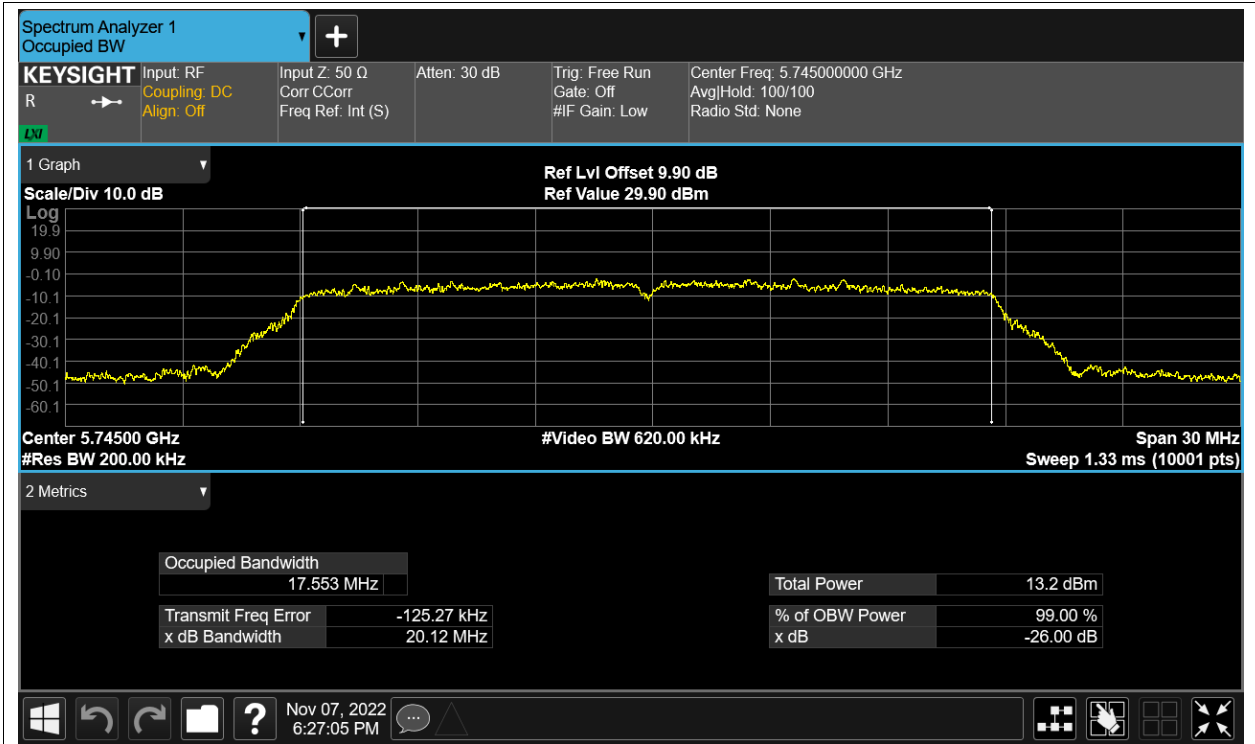 Spectrum Analyzer 1
Occupied BW
KEYSIGHT
R
LXI
Input: RF
Coupling: DC
Align: Off
Input Z: 50 Ω
Corr CCorr
Freq Ref: Int (S)
Atten: 30 dB
Trig: Free Run
Gate: Off
#IF Gain: Low
Center Freq: 5.745000000 GHz
Avg|Hold: 100/100
Radio Std: None
1 Graph
Scale/Div 10.0 dB
Ref Lvl Offset 9.90 dB
Ref Value 29.90 dBm
Log
19.9
9.90
-0.10
-10.1
-20.1
-30.1
-40.1
-50.1
-60.1
Center 5.74500 GHz
#Video BW 620.00 kHz
Span 30 MHz
#Res BW 200.00 kHz
Sweep 1.33 ms (10001 pts)
2 Metrics
Occupied Bandwidth
17.553 MHz
Total Power 13.2 dBm
Transmit Freq Error -125.27 kHz
% of OBW Power 99.00 %
x dB Bandwidth 20.12 MHz
x dB -26.00 dB
?
Nov 07, 2022
6:27:05 PM